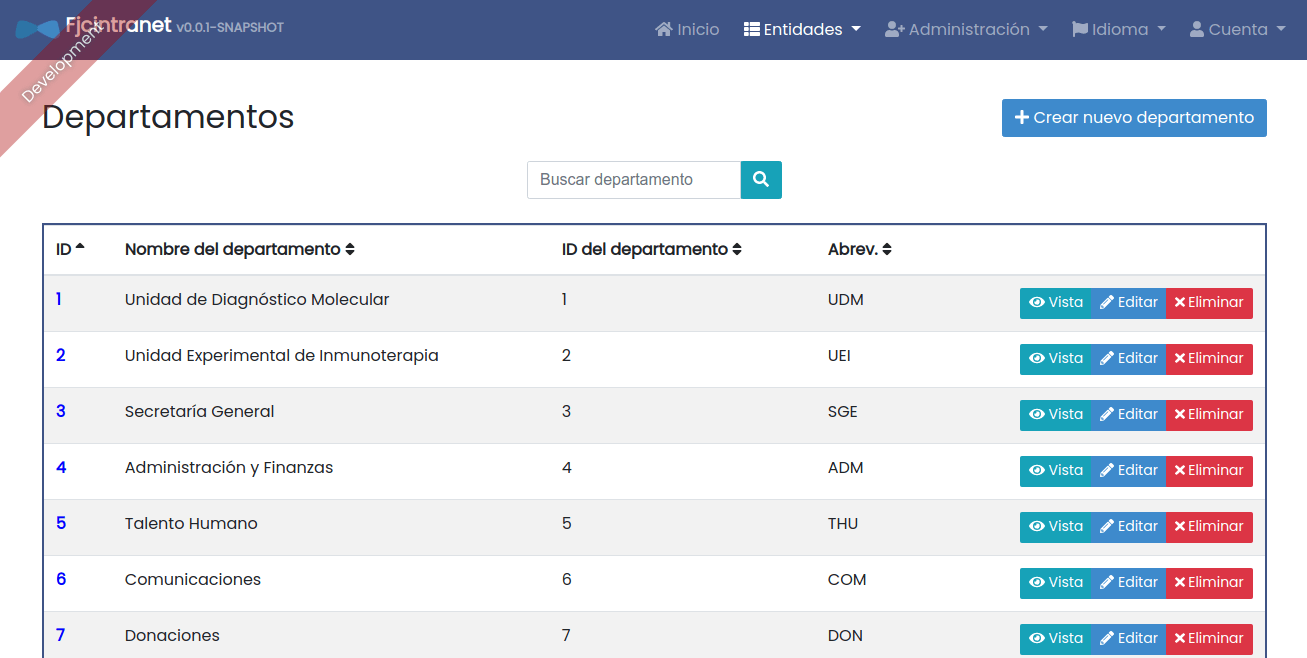 Fjcintranet v0.0.1-SNAPSHOT Inicio Entidades Administración Idioma Cuenta
Development
Departamentos
Crear nuevo departamento
Buscar departamento
ID Nombre del departamento ID del departamento Abrev.
1 Unidad de Diagnóstico Molecular 1 UDM Vista Editar Eliminar
2 Unidad Experimental de Inmunoterapia 2 UEI Vista Editar Eliminar
3 Secretaría General 3 SGE Vista Editar Eliminar
4 Administración y Finanzas 4 ADM Vista Editar Eliminar
5 Talento Humano 5 THU Vista Editar Eliminar
6 Comunicaciones 6 COM Vista Editar Eliminar
7 Donaciones 7 DON Vista Editar Eliminar